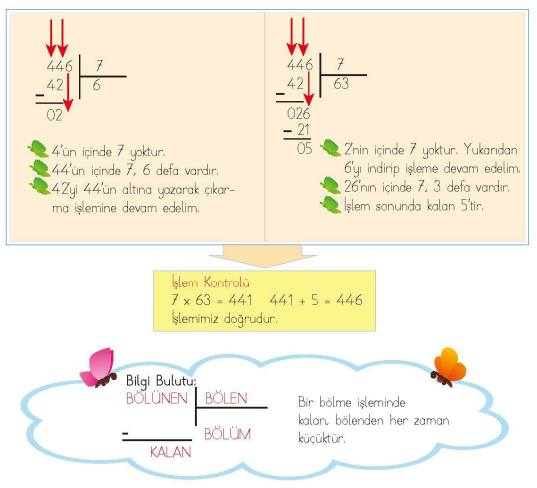 446 7
42 6
-
02
4'ün içinde 7 yoktur.
44'ün içinde 7, 6 defa vardır.
42'yi 44'ün altına yazarak çıkar-
ma işlemine devam edelim.
446 7
42 63
-
026
- 21
05
2'nin içinde 7 yoktur. Yukarıdan
6'yı indirip işleme devam edelim.
26'nın içinde 7, 3 defa vardır.
İşlem sonunda kalan 5'tir.
İşlem Kontrolü
7 x 63 = 441 441 + 5 = 446
İşlemimiz doğrudur.
Bilgi Bulutu:
BÖLÜNEN BÖLEN
BÖLÜM
-
KALAN
Bir bölme işleminde
kalan, bölenden her zaman
küçüktür.